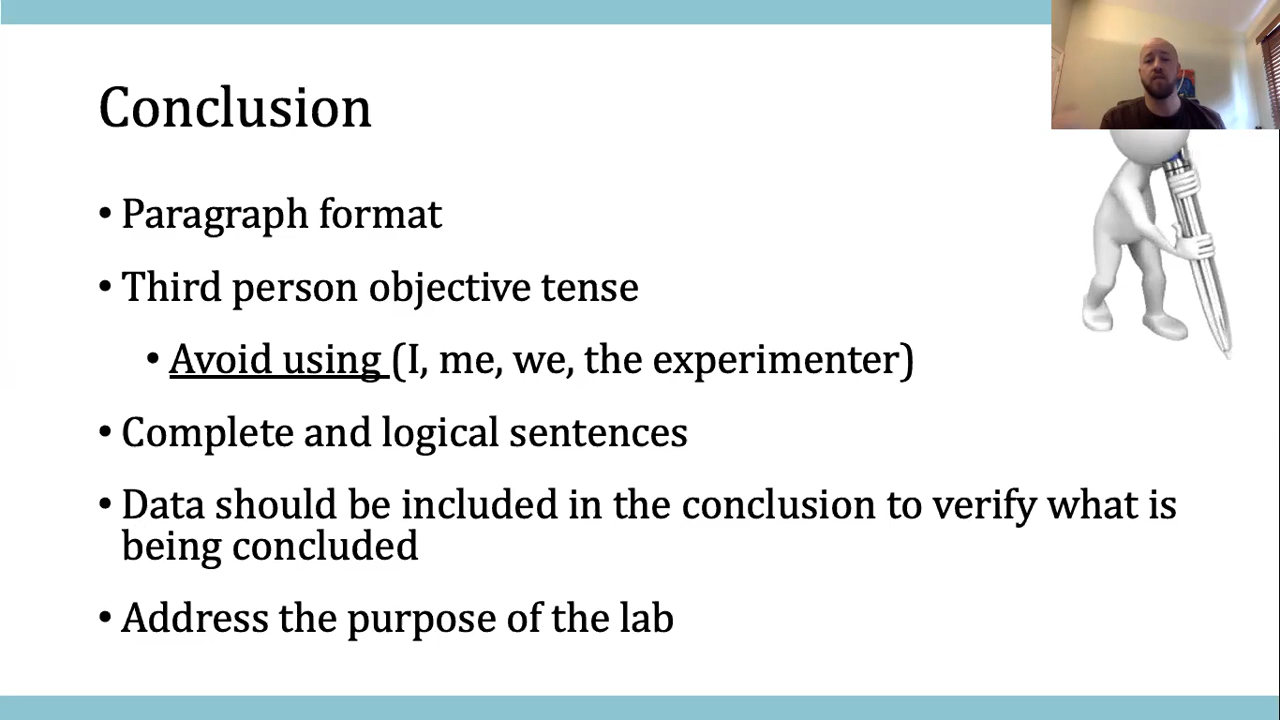 Conclusion
• Paragraph format
• Third person objective tense
• Avoid using (I, me, we, the experimenter)
• Complete and logical sentences
• Data should be included in the conclusion to verify what is
being concluded
• Address the purpose of the lab